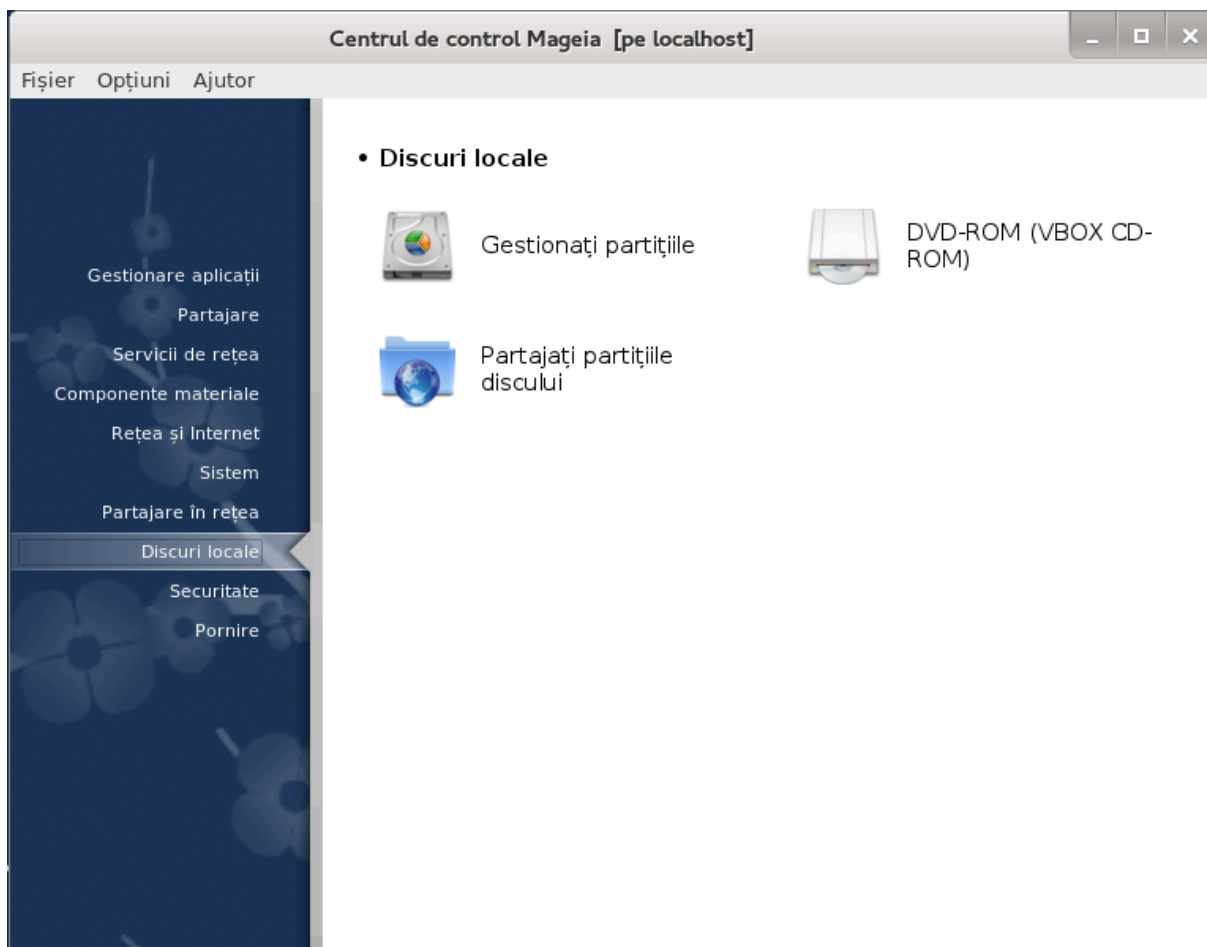 Centrul de control Mageia [pe localhost]
Fișier Opțiuni Ajutor
Gestionare aplicații
Partajare
Servicii de rețea
Componente materiale
Rețea și Internet
Sistem
Partajare în rețea
Discuri locale
Securitate
Pornire
• Discuri locale
Gestionați partițiile
DVD-ROM (VBOX CD-
ROM)
Partajați partițiile
discului